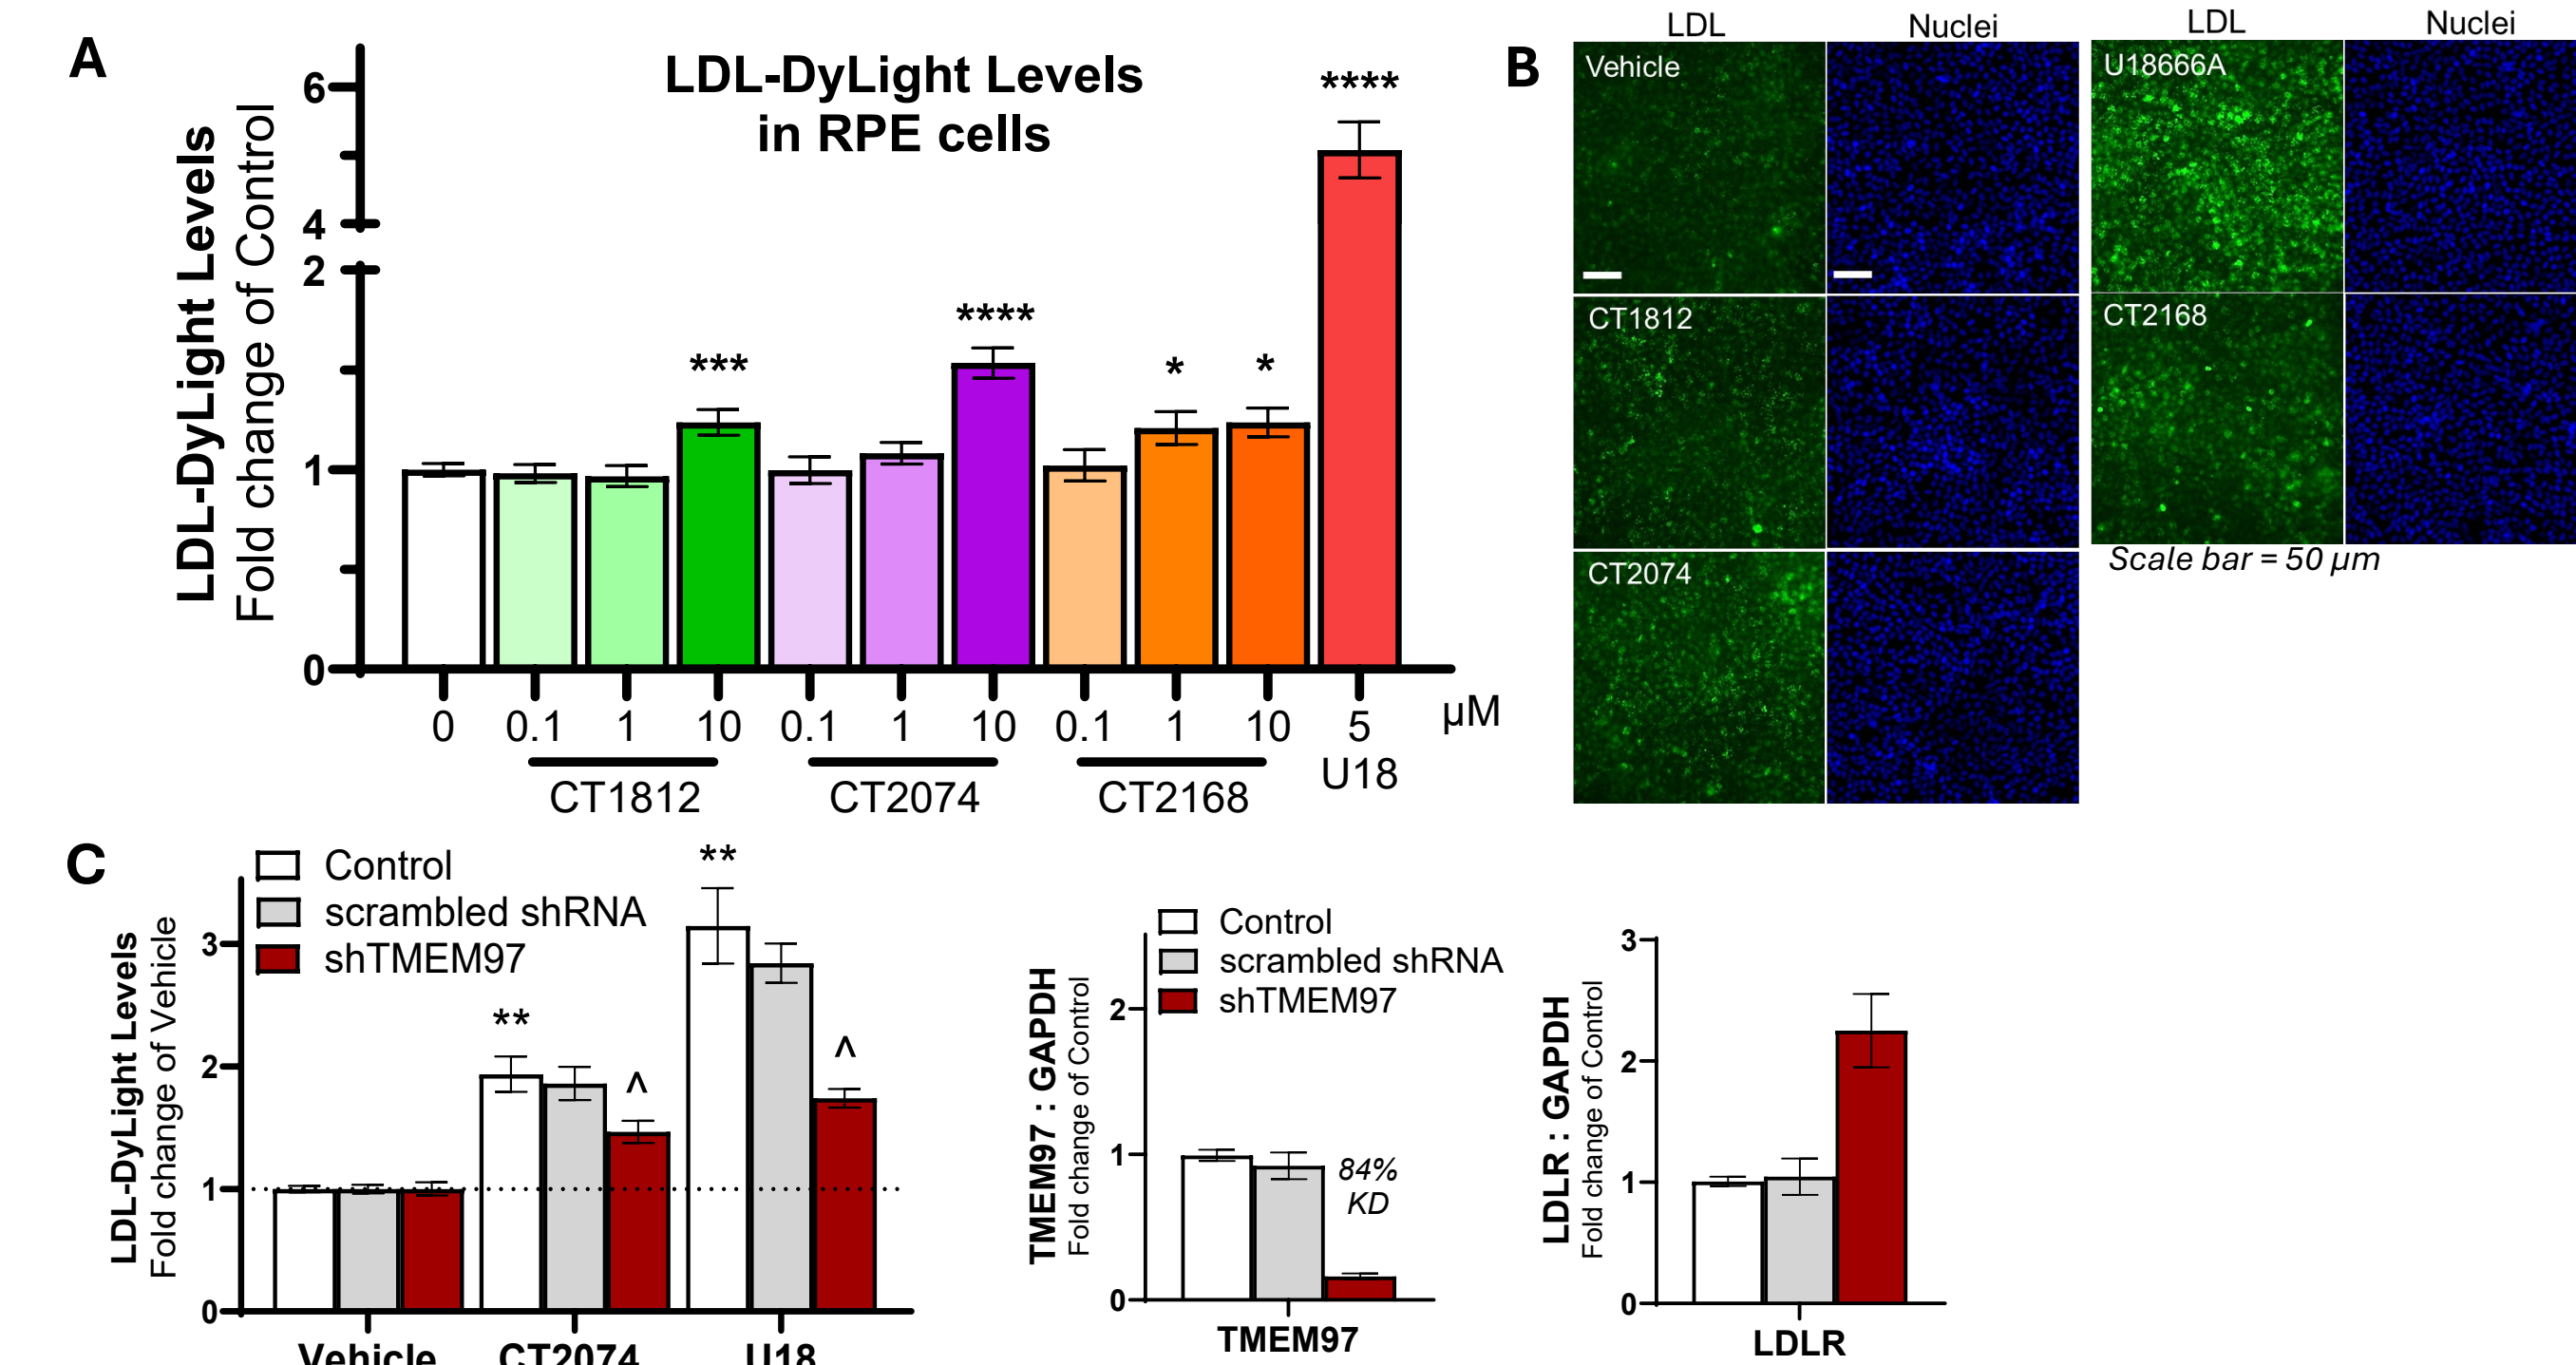 A
LDL-DyLight Levels
in RPE cells
LDL-DyLight Levels
Fold change of Control
6
4
2
1
0
***
****
*
*
****
0
0.1
1
10
0.1
1
10
0.1
1
10
5
µM
CT1812
CT2074
CT2168
U18
B
LDL
Nuclei
LDL
Nuclei
Vehicle
U18666A
CT1812
CT2168
CT2074
Scale bar = 50 µm
C
Control
scrambled shRNA
shTMEM97
LDL-DyLight Levels
Fold change of Vehicle
3
2
1
0
**
^
**
^
Vehicle
CT2074
U18
Control
scrambled shRNA
shTMEM97
TMEM97 : GAPDH
Fold change of Control
2
1
0
84%
KD
TMEM97
LDLR : GAPDH
Fold change of Control
3
2
1
0
LDLR